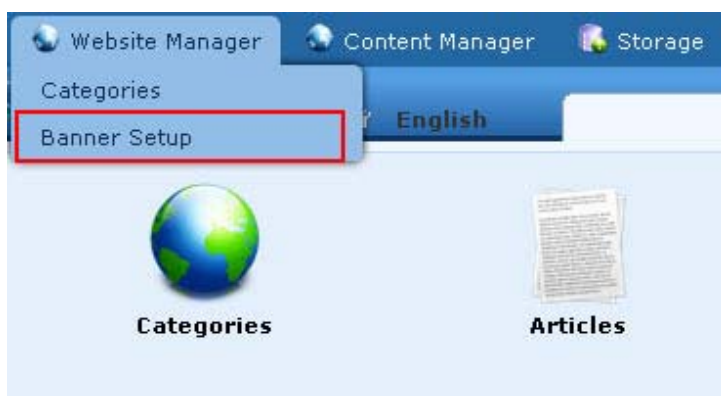 Website Manager Content Manager Storage
Categories
English
Banner Setup
Categories Articles